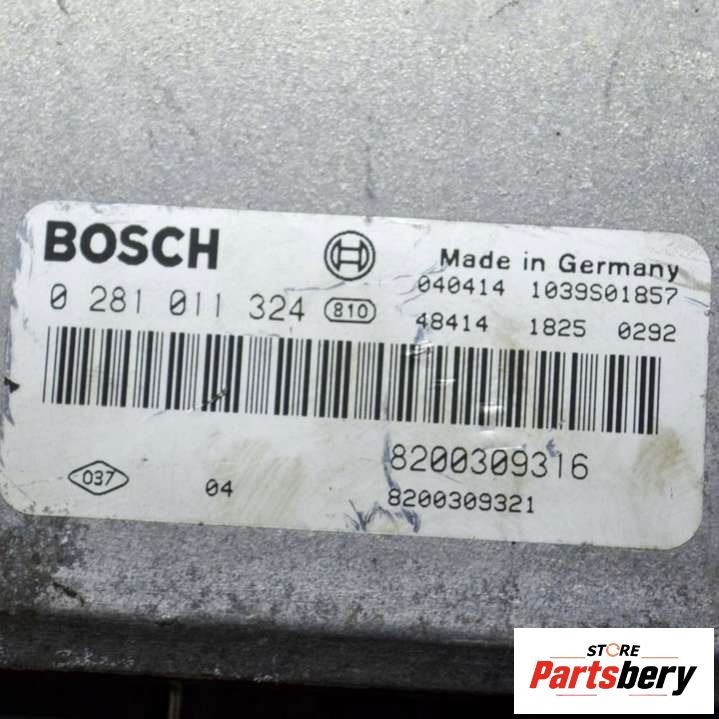 BOSCH
Made in Germany
040414 1039S01857
0 281 011 324 810
48414 1825 0292
8200309316
037
04
8200309321
STORE
Partsbery